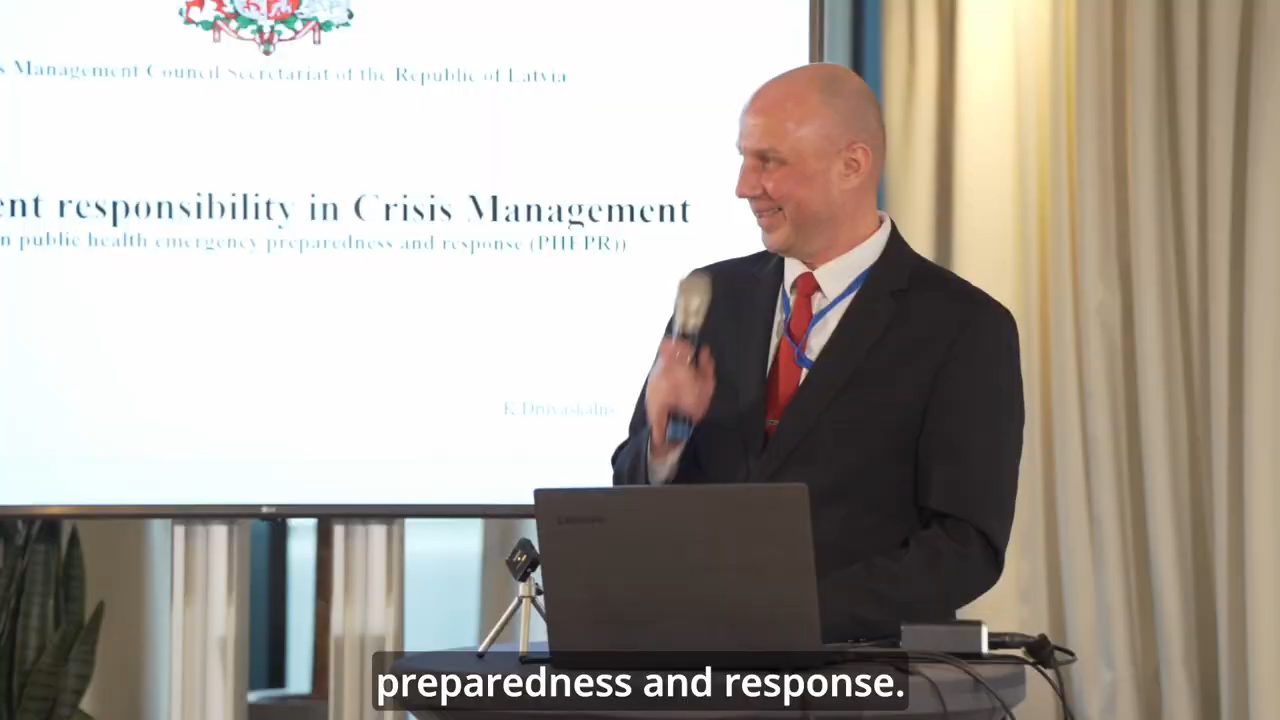 s Management Council Secretariat of the Republic of Latvia
ent responsibility in Crisis Management
n public health emergency preparedness and response (PHEPR))
preparedness and response.